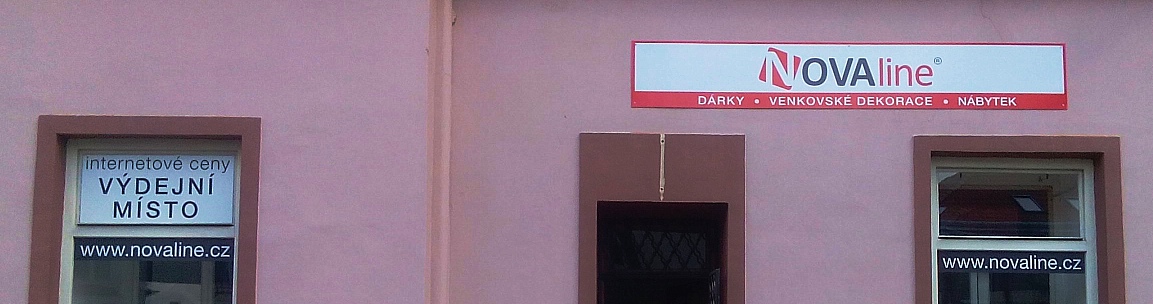 NOVAline®
DÁRKY • VENKOVSKÉ DEKORACE • NÁBYTEK
internetové ceny
VÝDEJNÍ
MÍSTO
www.novaline.cz
www.novaline.cz